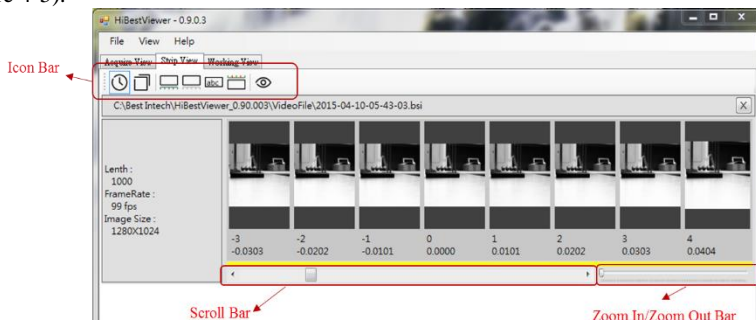 HiBestViewer - 0.9.0.3
File View Help
Acquire View Strip View Working View
Icon Bar
abc
C:\Best Intech\HiBestViewer_0.90.003\VideoFile\2015-04-10-05-43-03.bsi
X
Lenth :
1000
FrameRate :
99 fps
Image Size :
1280X1024
-3 -2 -1 0 1 2 3 4
-0.0303 -0.0202 -0.0101 0.0000 0.0101 0.0202 0.0303 0.0404
Scroll Bar
Zoom In/Zoom Out Bar